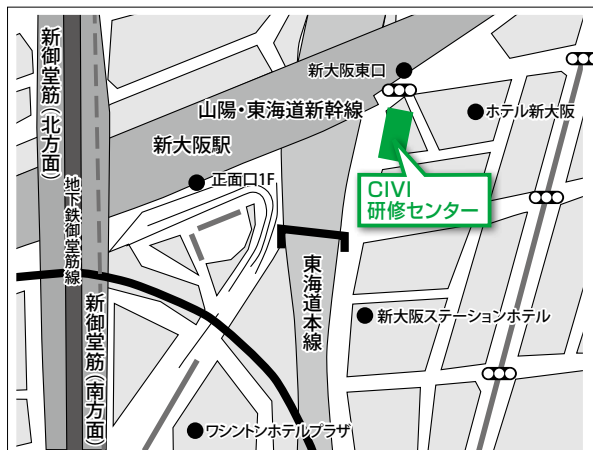 新御堂筋(北方面)
地下鉄御堂筋線
新御堂筋(南方面)
新大阪東口
山陽・東海道新幹線
ホテル新大阪
新大阪駅
正面口1F
CIVI
研修センター
東海道本線
新大阪ステーションホテル
ワシントンホテルプラザ